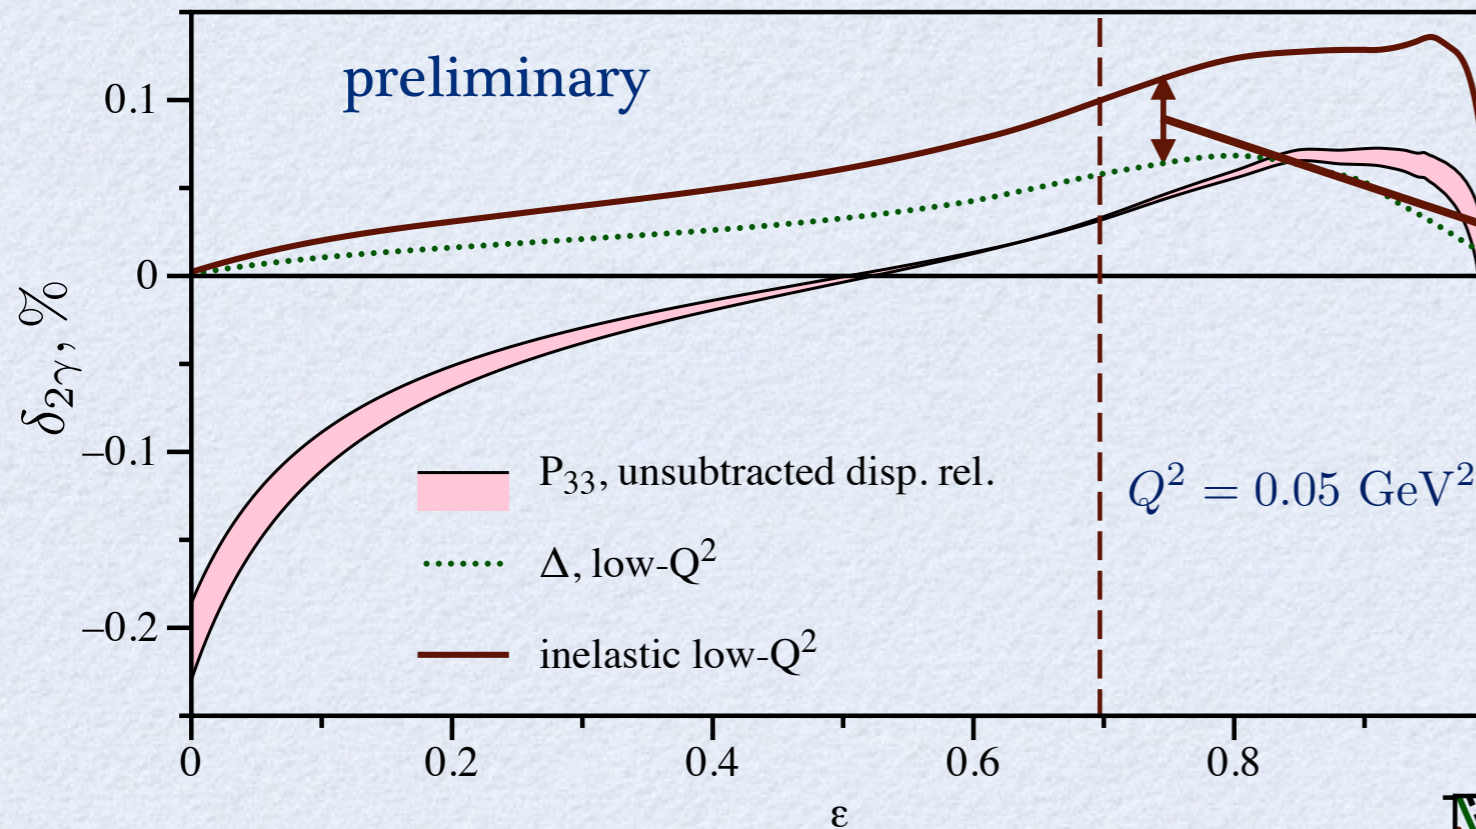 preliminary
0.1
0
–0.1
–0.2
δ2γ, %
P33, unsubtracted disp. rel.
Δ, low-Q²
inelastic low-Q²
Q² = 0.05 GeV²
0
0.2
0.4
0.6
0.8
ε